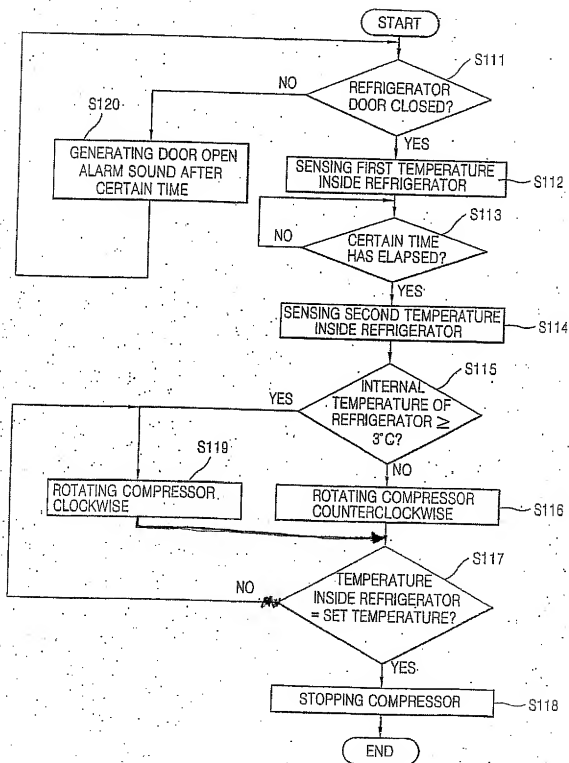 START
S111
REFRIGERATOR
DOOR CLOSED?
NO
YES
S120
GENERATING DOOR OPEN
ALARM SOUND AFTER
CERTAIN TIME
SENSING FIRST TEMPERATURE
INSIDE REFRIGERATOR
S112
S113
CERTAIN TIME
HAS ELAPSED?
NO
YES
SENSING SECOND TEMPERATURE
INSIDE REFRIGERATOR
S114
S115
INTERNAL
TEMPERATURE OF
REFRIGERATOR ≧
3°C?
YES
NO
S119
ROTATING COMPRESSOR
CLOCKWISE
ROTATING COMPRESSOR
COUNTERCLOCKWISE
S116
S117
TEMPERATURE
INSIDE REFRIGERATOR
= SET TEMPERATURE?
NO
YES
STOPPING COMPRESSOR
S118
END